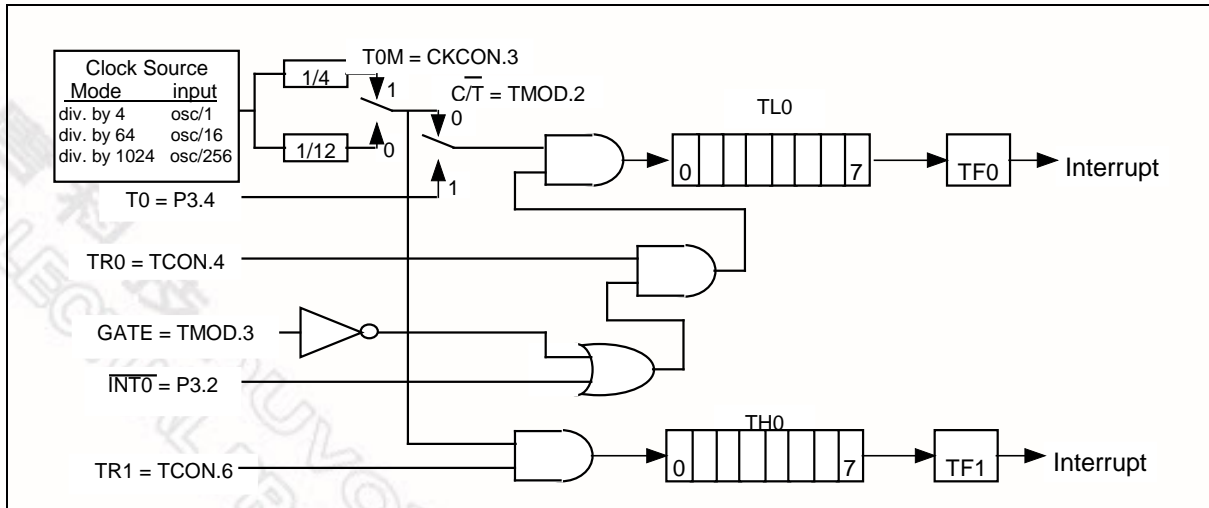 Clock Source
Mode input
div. by 4 osc/1
div. by 64 osc/16
div. by 1024 osc/256
1/4
1/12
T0M = CKCON.3
1
0
C/T = TMOD.2
0
1
T0 = P3.4
TL0
0 7
TF0
Interrupt
TR0 = TCON.4
GATE = TMOD.3
INT0 = P3.2
TH0
0 7
TF1
Interrupt
TR1 = TCON.6